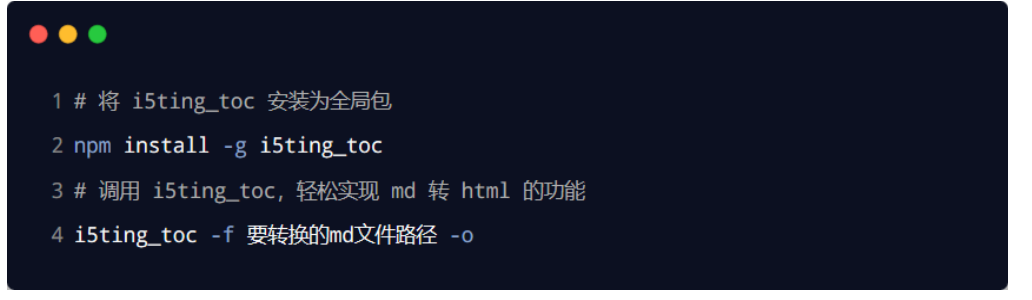 1 # 将 i5ting_toc 安装为全局包
2 npm install -g i5ting_toc
3 # 调用 i5ting_toc，轻松实现 md 转 html 的功能
4 i5ting_toc -f 要转换的md文件路径 -o